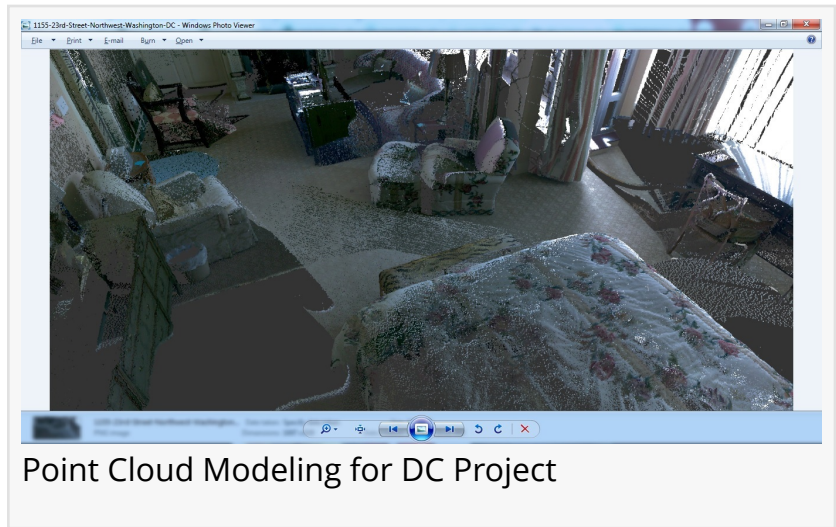 1155-23rd-Street-Northwest-Washington-DC - Windows Photo Viewer
File Print E-mail Burn Open
Point Cloud Modeling for DC Project